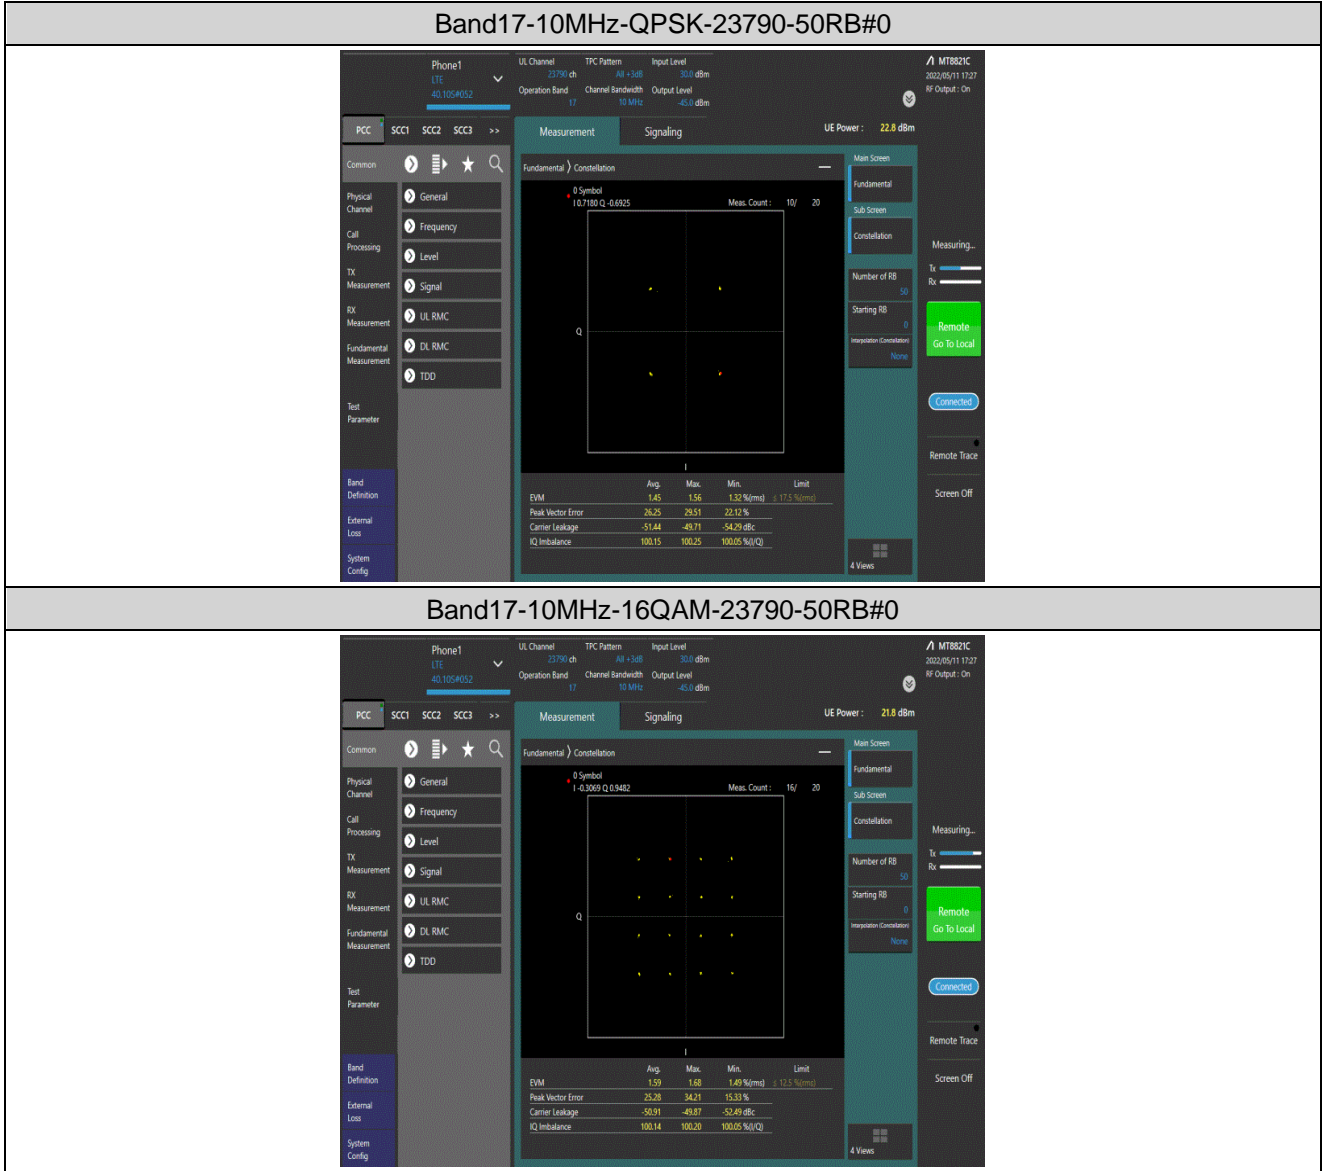 Band17-10MHz-QPSK-23790-50RB#0
Phone1
LTE
40.10S#052
UL Channel TPC Pattern Input Level
23790 ch All +3dB 30.0 dBm
Operation Band Channel Bandwidth Output Level
17 10 MHz -45.0 dBm
MT8821C
2022/05/11 17:27
RF Output : On
PCC SCC1 SCC2 SCC3 >>
Measurement Signaling
UE Power : 22.8 dBm
Common
Physical Channel
Call Processing
TX Measurement
RX Measurement
Fundamental Measurement
Test Parameter
Band Definition
External Loss
System Config
General
Frequency
Level
Signal
UL RMC
DL RMC
TDD
Fundamental Constellation
0 Symbol
I 0.7180 Q -0.6925 Meas. Count : 10/ 20
Q
I
Avg. Max. Min. Limit
EVM 1.45 1.56 1.32 %(rms) ≤ 17.5 %(rms)
Peak Vector Error 26.25 29.51 22.12 %
Carrier Leakage -51.44 -49.71 -54.29 dBc
IQ Imbalance 100.15 100.25 100.05 %(I/Q)
Main Screen
Fundamental
Sub Screen
Constellation
Number of RB
50
Starting RB
0
Interpolation (Constellation)
None
4 Views
Measuring...
Tx
Rx
Remote
Go To Local
Connected
Remote Trace
Screen Off
Band17-10MHz-16QAM-23790-50RB#0
Phone1
LTE
40.10S#052
UL Channel TPC Pattern Input Level
23790 ch All +3dB 30.0 dBm
Operation Band Channel Bandwidth Output Level
17 10 MHz -45.0 dBm
MT8821C
2022/05/11 17:27
RF Output : On
PCC SCC1 SCC2 SCC3 >>
Measurement Signaling
UE Power : 21.8 dBm
Common
Physical Channel
Call Processing
TX Measurement
RX Measurement
Fundamental Measurement
Test Parameter
Band Definition
External Loss
System Config
General
Frequency
Level
Signal
UL RMC
DL RMC
TDD
Fundamental Constellation
0 Symbol
I -0.3069 Q 0.9482 Meas. Count : 16/ 20
Q
I
Avg. Max. Min. Limit
EVM 1.59 1.68 1.49 %(rms) ≤ 12.5 %(rms)
Peak Vector Error 25.28 34.21 15.33 %
Carrier Leakage -50.91 -49.87 -52.49 dBc
IQ Imbalance 100.14 100.20 100.05 %(I/Q)
Main Screen
Fundamental
Sub Screen
Constellation
Number of RB
50
Starting RB
0
Interpolation (Constellation)
None
4 Views
Measuring...
Tx
Rx
Remote
Go To Local
Connected
Remote Trace
Screen Off